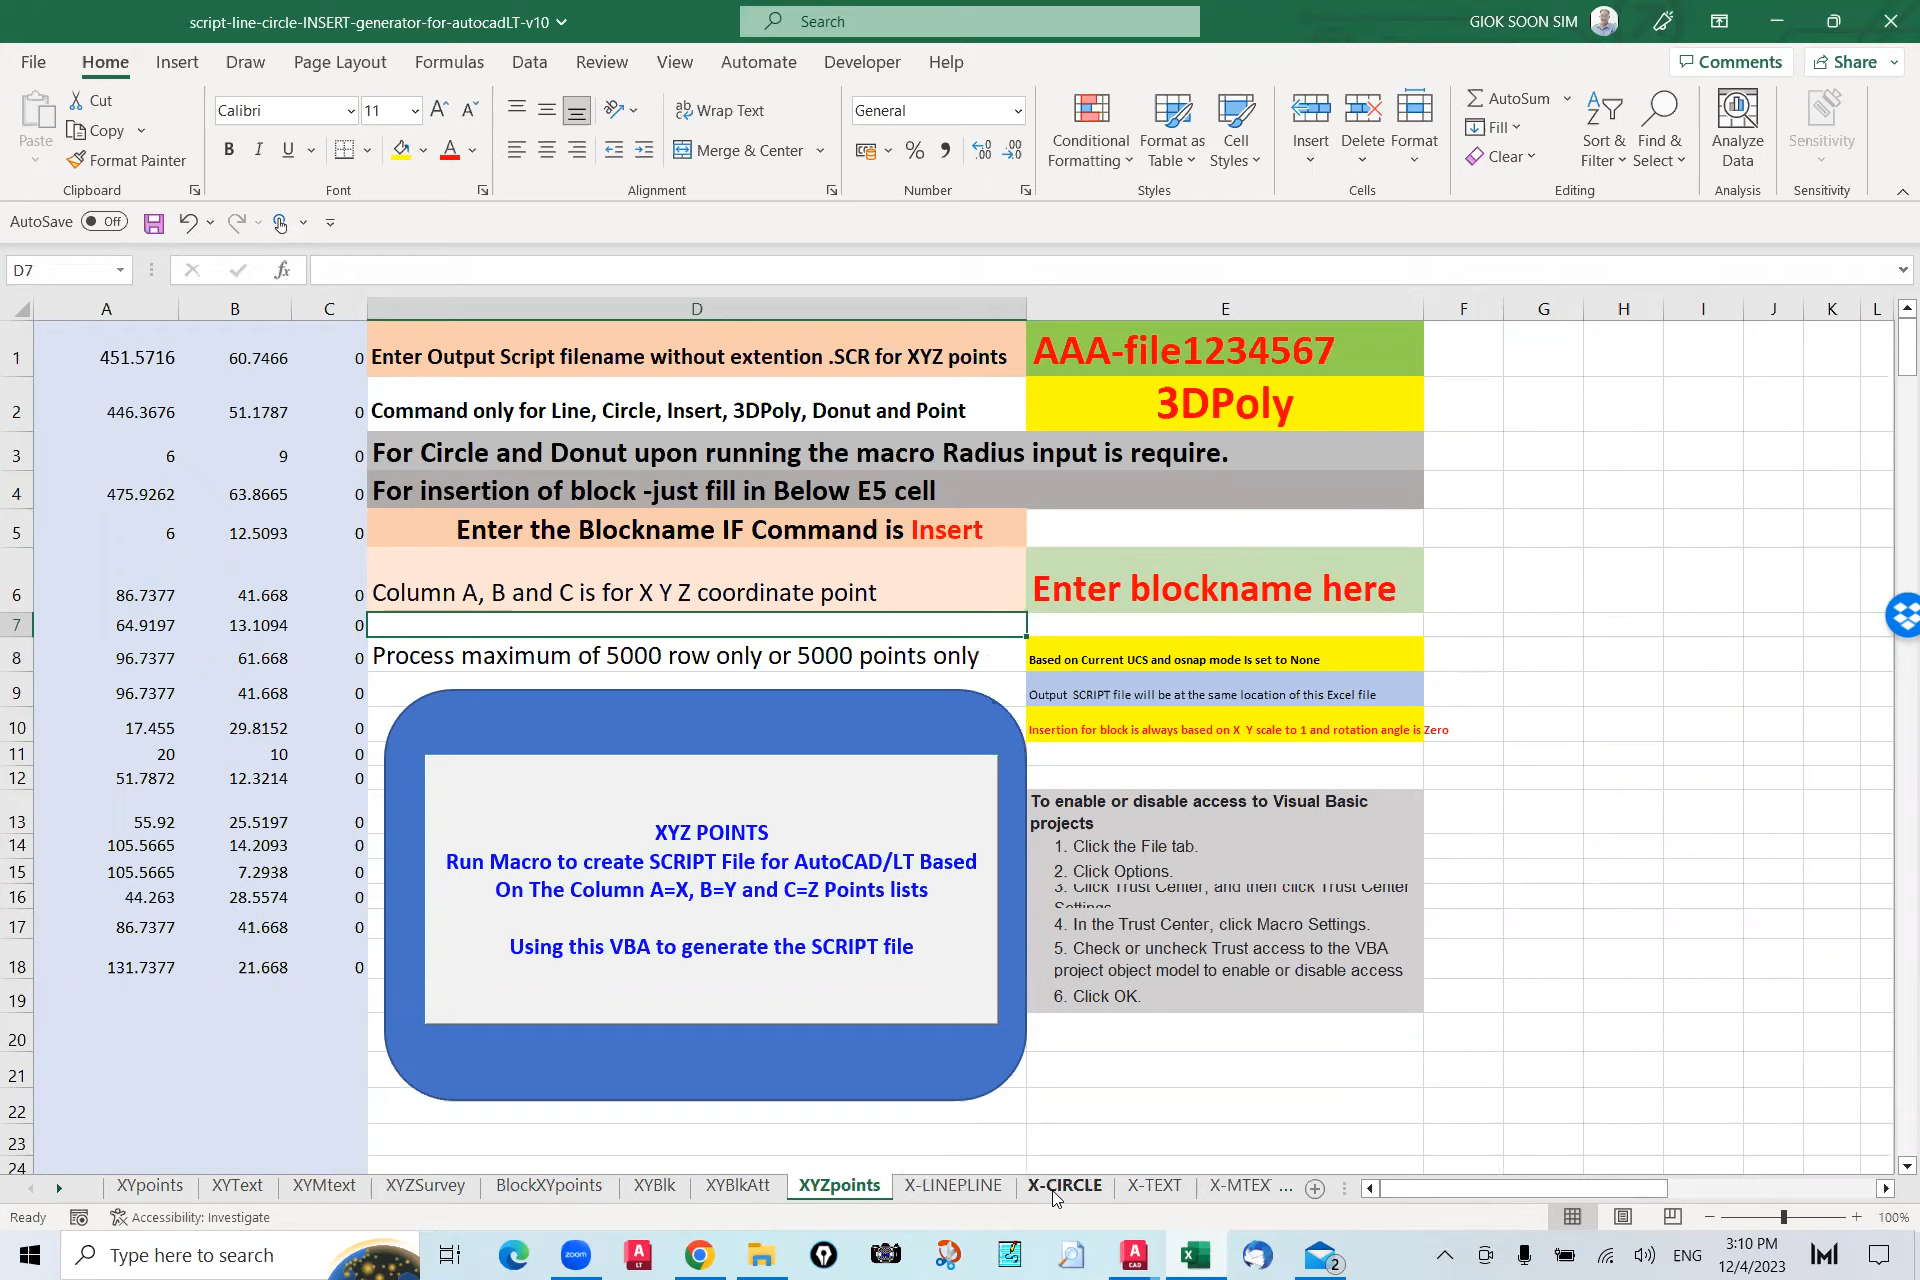 script-line-circle-INSERT-generator-for-autocadLT-v10
Search
GIOK SOON SIM
File Home Insert Draw Page Layout Formulas Data Review View Automate Developer Help
Comments Share
Paste
Cut
Copy
Format Painter
Clipboard
Calibri 11
B I U
Font
Wrap Text
Merge & Center
Alignment
General
Number
Conditional Formatting
Format as Table
Cell Styles
Styles
Insert Delete Format
Cells
AutoSum
Fill
Clear
Sort & Filter
Find & Select
Editing
Analyze Data
Analysis
Sensitivity
Sensitivity
AutoSave Off
D7
fx
A B C D E F G H I J K L
1 451.5716 60.7466 0 Enter Output Script filename without extention .SCR for XYZ points AAA-file1234567
2 446.3676 51.1787 0 Command only for Line, Circle, Insert, 3DPoly, Donut and Point 3DPoly
3 6 9 0 For Circle and Donut upon running the macro Radius input is require.
4 475.9262 63.8665 0 For insertion of block -just fill in Below E5 cell
5 6 12.5093 0 Enter the Blockname IF Command is Insert
6 86.7377 41.668 0 Column A, B and C is for X Y Z coordinate point Enter blockname here
7 64.9197 13.1094 0
8 96.7377 61.668 0 Process maximum of 5000 row only or 5000 points only Based on Current UCS and osnap mode Is set to None
9 96.7377 41.668 0 Output SCRIPT file will be at the same location of this Excel file
10 17.455 29.8152 0 Insertion for block is always based on X Y scale to 1 and rotation angle is Zero
11 20 10 0
12 51.7872 12.3214 0
13 55.92 25.5197 0
14 105.5665 14.2093 0
15 105.5665 7.2938 0
16 44.263 28.5574 0
17 86.7377 41.668 0
18 131.7377 21.668 0
19
20
21
22
23
24
XYZ POINTS
Run Macro to create SCRIPT File for AutoCAD/LT Based
On The Column A=X, B=Y and C=Z Points lists
Using this VBA to generate the SCRIPT file
To enable or disable access to Visual Basic
projects
1. Click the File tab.
2. Click Options.
3. Click Trust Center, and then click Trust Center
Settings.
4. In the Trust Center, click Macro Settings.
5. Check or uncheck Trust access to the VBA
project object model to enable or disable access
6. Click OK.
XYpoints XYText XYMtext XYZSurvey BlockXYpoints XYBlk XYBlkAtt XYZpoints X-LINEPLINE X-CIRCLE X-TEXT X-MTEX ...
Ready Accessibility: Investigate 100%
Type here to search
zoom
A LT
A CAD
2
ENG
3:10 PM
12/4/2023